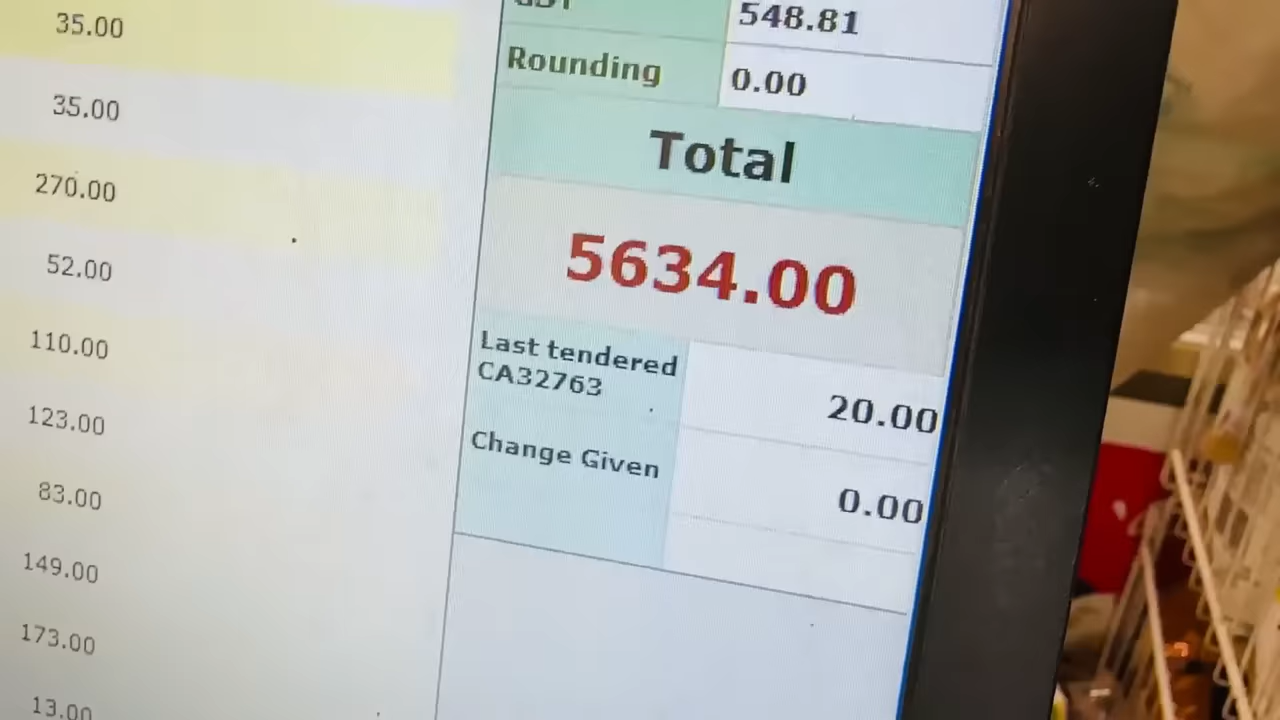 35.00
35.00
270.00
52.00
110.00
123.00
83.00
149.00
173.00
13.00
548.81
Rounding 0.00
Total
5634.00
Last tendered
CA32763 20.00
Change Given 0.00